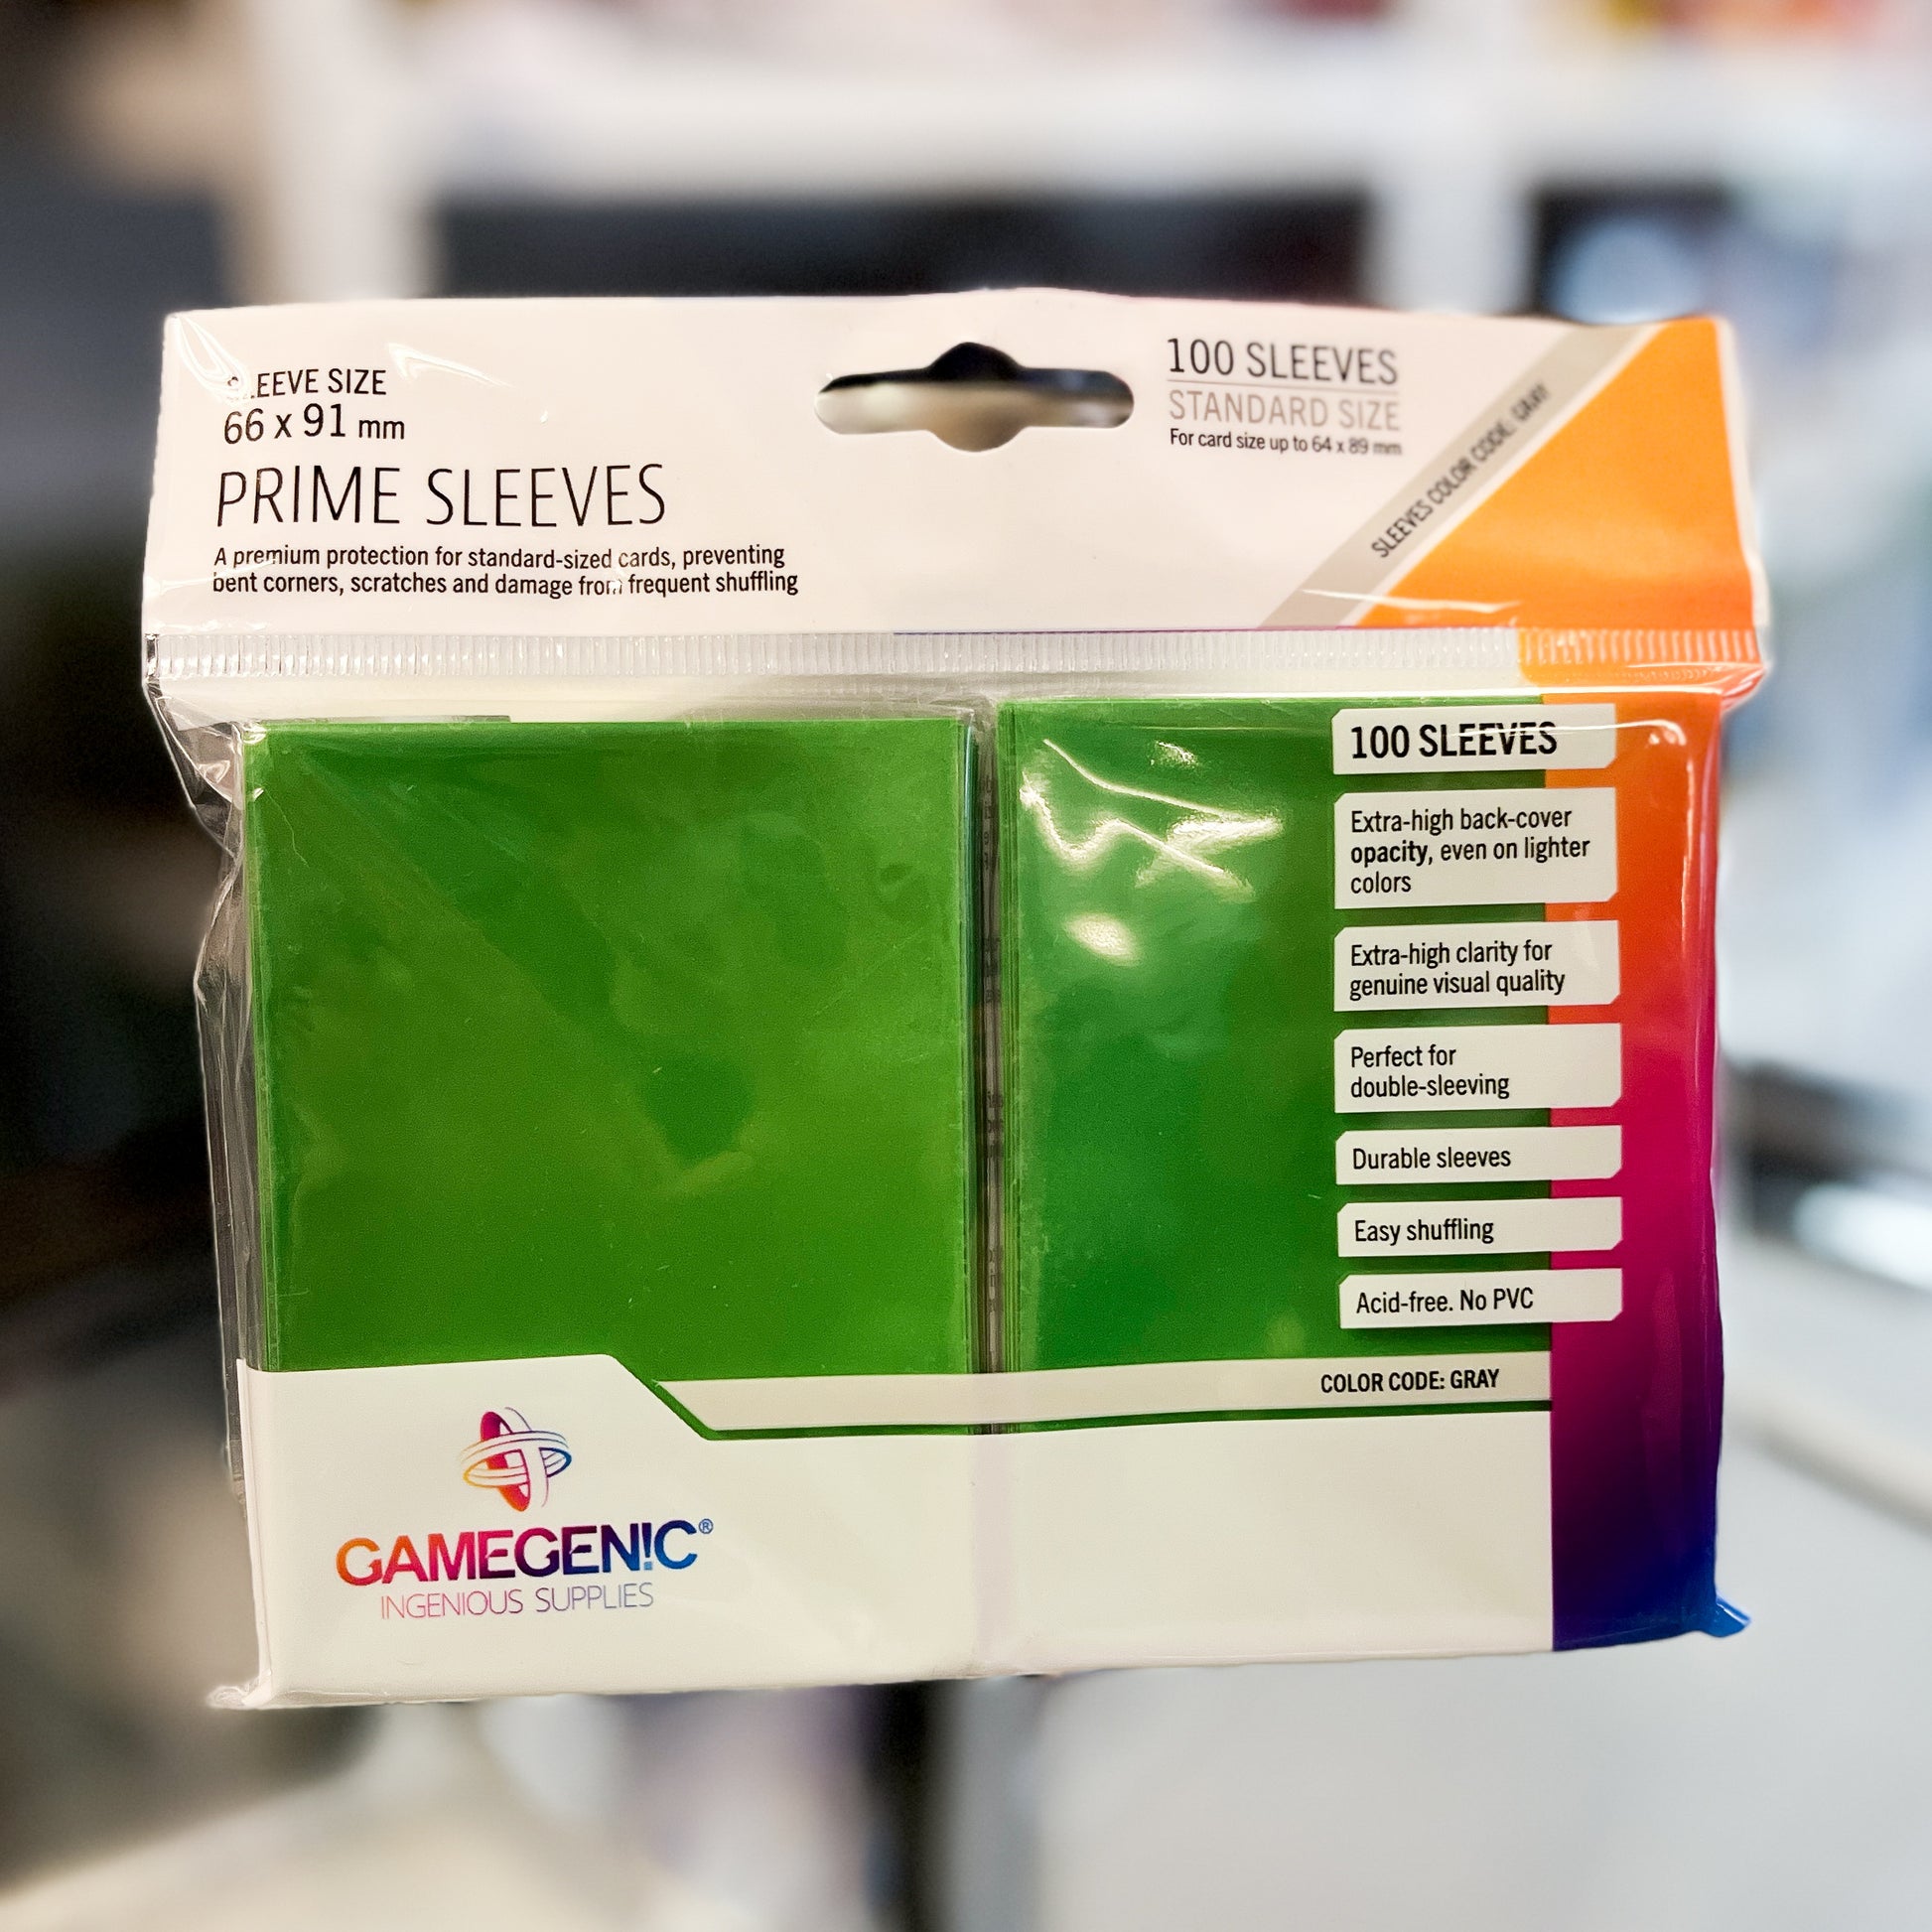 SLEEVE SIZE
66 x 91 mm
PRIME SLEEVES
A premium protection for standard-sized cards, preventing
bent corners, scratches and damage from frequent shuffling
100 SLEEVES
STANDARD SIZE
For card size up to 64 x 89 mm
SLEEVES COLOR CODE: GRAY
100 SLEEVES
Extra-high back-cover
opacity, even on lighter
colors
Extra-high clarity for
genuine visual quality
Perfect for
double-sleeving
Durable sleeves
Easy shuffling
Acid-free. No PVC
COLOR CODE: GRAY
GAMEGEN!C®
INGENIOUS SUPPLIES